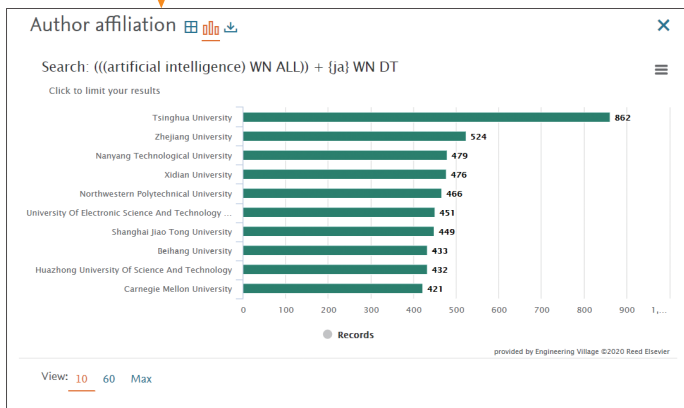 Author affiliation
Search: (((artificial intelligence) WN ALL)) + {ja} WN DT
Click to limit your results
Tsinghua University 862
Zhejiang University 524
Nanyang Technological University 479
Xidian University 476
Northwestern Polytechnical University 466
University Of Electronic Science And Technology ... 451
Shanghai Jiao Tong University 449
Beihang University 433
Huazhong University Of Science And Technology 432
Carnegie Mellon University 421
0 100 200 300 400 500 600 700 800 900 1,...
Records
provided by Engineering Village ©2020 Reed Elsevier
View: 10 60 Max